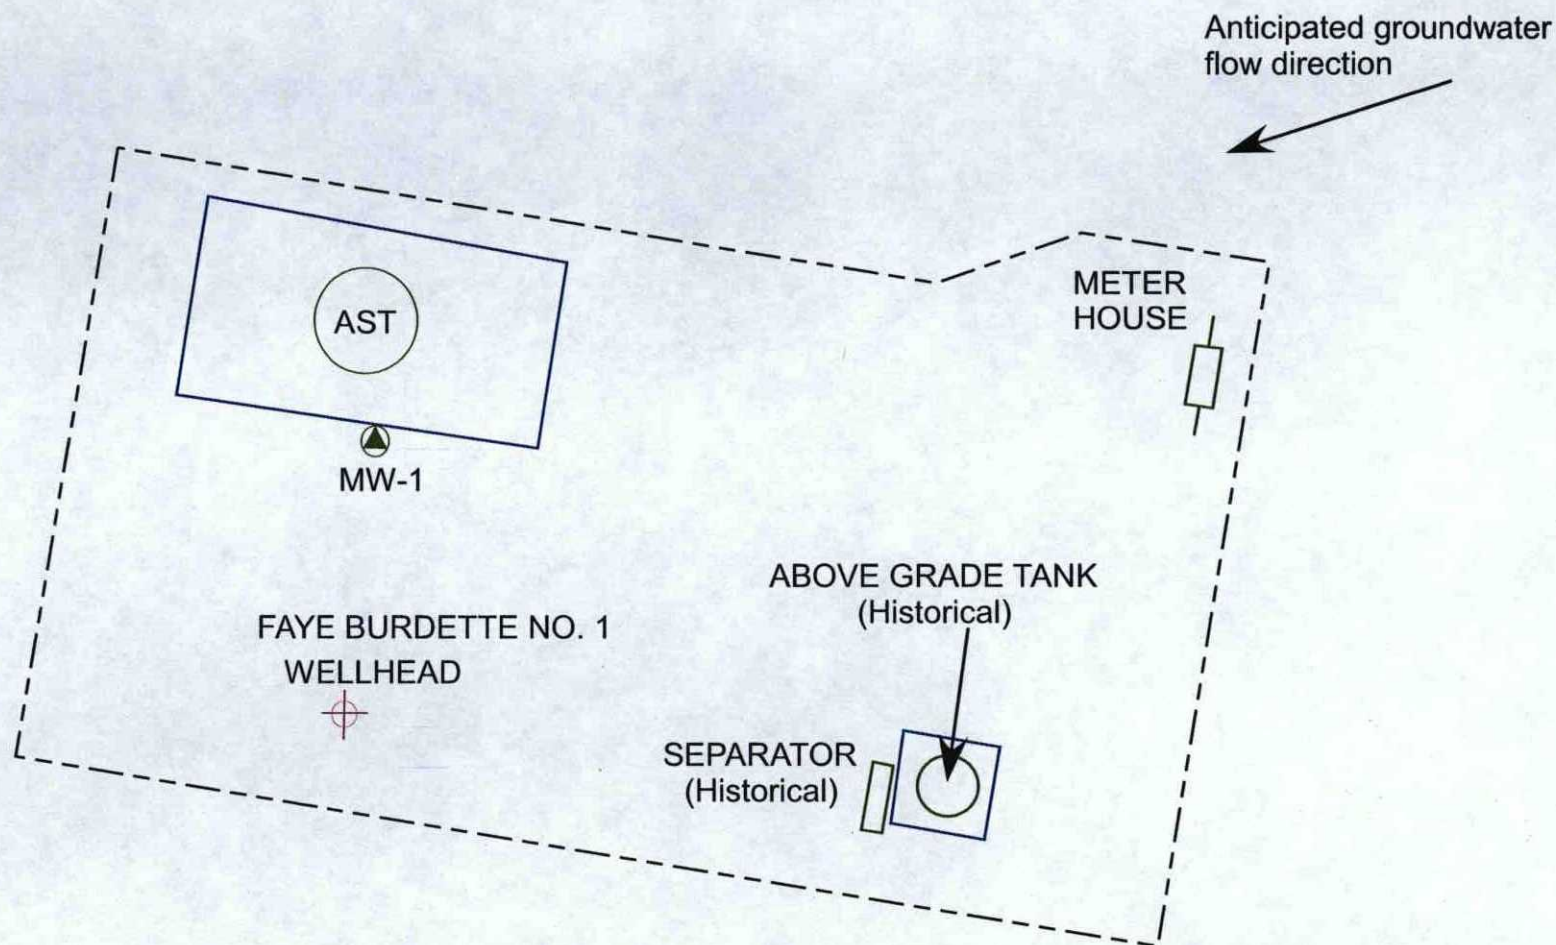 Anticipated groundwater
flow direction
METER
HOUSE
AST
MW-1
ABOVE GRADE TANK
(Historical)
FAYE BURDETTE NO. 1
WELLHEAD
SEPARATOR
(Historical)